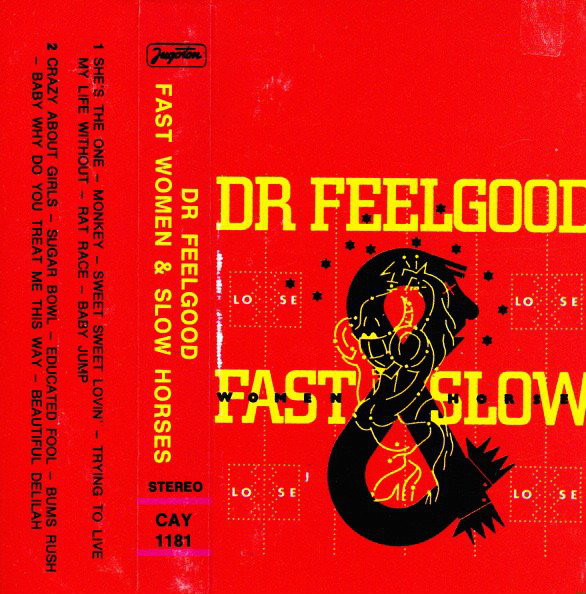 1 SHE'S THE ONE – MONKEY – SWEET SWEET LOVIN' – TRYING TO LIVE
MY LIFE WITHOUT – RAT RACE – BABY JUMP
2 CRAZY ABOUT GIRLS – SUGAR BOWL – EDUCATED FOOL – BUMS RUSH
– BABY WHY DO YOU TREAT ME THIS WAY – BEAUTIFUL DELILAH
Jugoton
DR FEELGOOD
FAST WOMEN & SLOW HORSES
STEREO
CAY
1181
DR FEELGOOD
LO SE LO SE
FAST & SLOW
WOMEN HORSE
J
LO SE LO SE